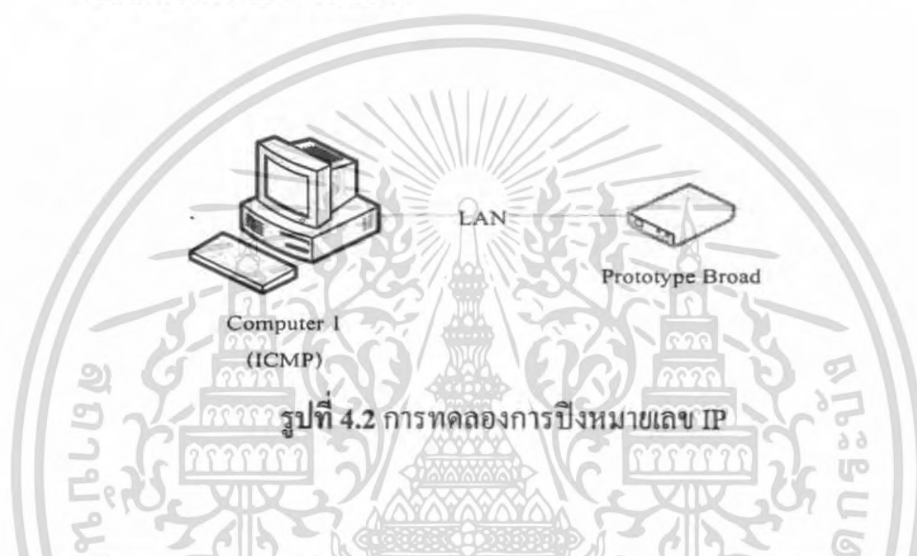 LAN
Prototype Broad
Computer 1
(ICMP)
รูปที่ 4.2 การทดลองการปิงหมายเลข IP